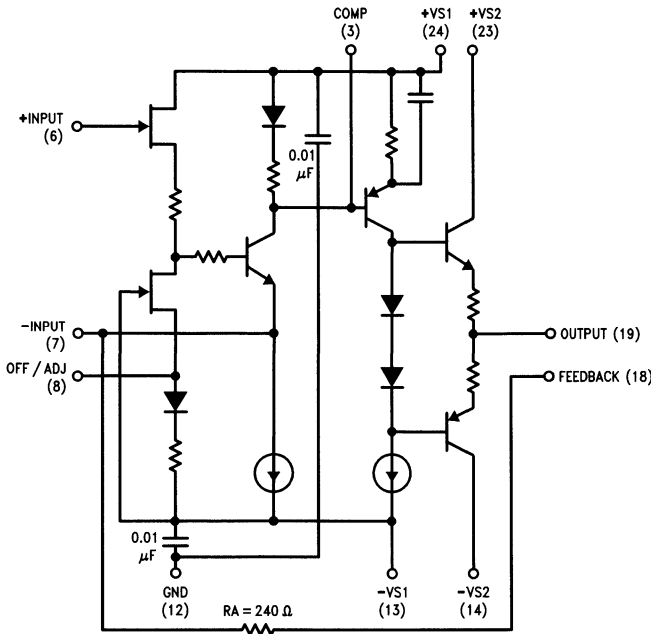 COMP
(3)
+VS1
(24)
+VS2
(23)
+INPUT
(6)
0.01
μF
-INPUT
(7)
OUTPUT (19)
OFF / ADJ
(8)
FEEDBACK (18)
0.01
μF
GND
(12)
RA = 240 Ω
-VS1
(13)
-VS2
(14)